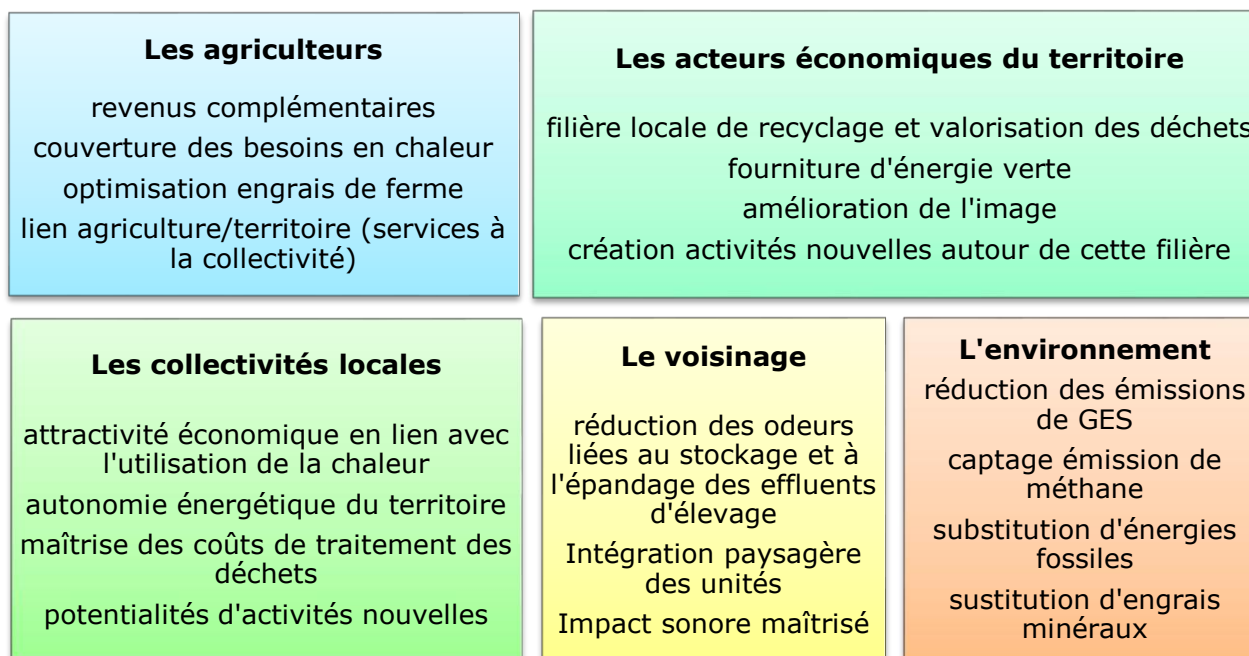 Les agriculteurs
revenus complémentaires
couverture des besoins en chaleur
optimisation engrais de ferme
lien agriculture/territoire (services à
la collectivité)
Les acteurs économiques du territoire
filière locale de recyclage et valorisation des déchets
fourniture d'énergie verte
amélioration de l'image
création activités nouvelles autour de cette filière
Les collectivités locales
attractivité économique en lien avec
l'utilisation de la chaleur
autonomie énergétique du territoire
maîtrise des coûts de traitement des
déchets
potentialités d'activités nouvelles
Le voisinage
réduction des odeurs
liées au stockage et à
l'épandage des effluents
d'élevage
Intégration paysagère
des unités
Impact sonore maîtrisé
L'environnement
réduction des émissions
de GES
captage émission de
méthane
substitution d'énergies
fossiles
sustitution d'engrais
minéraux